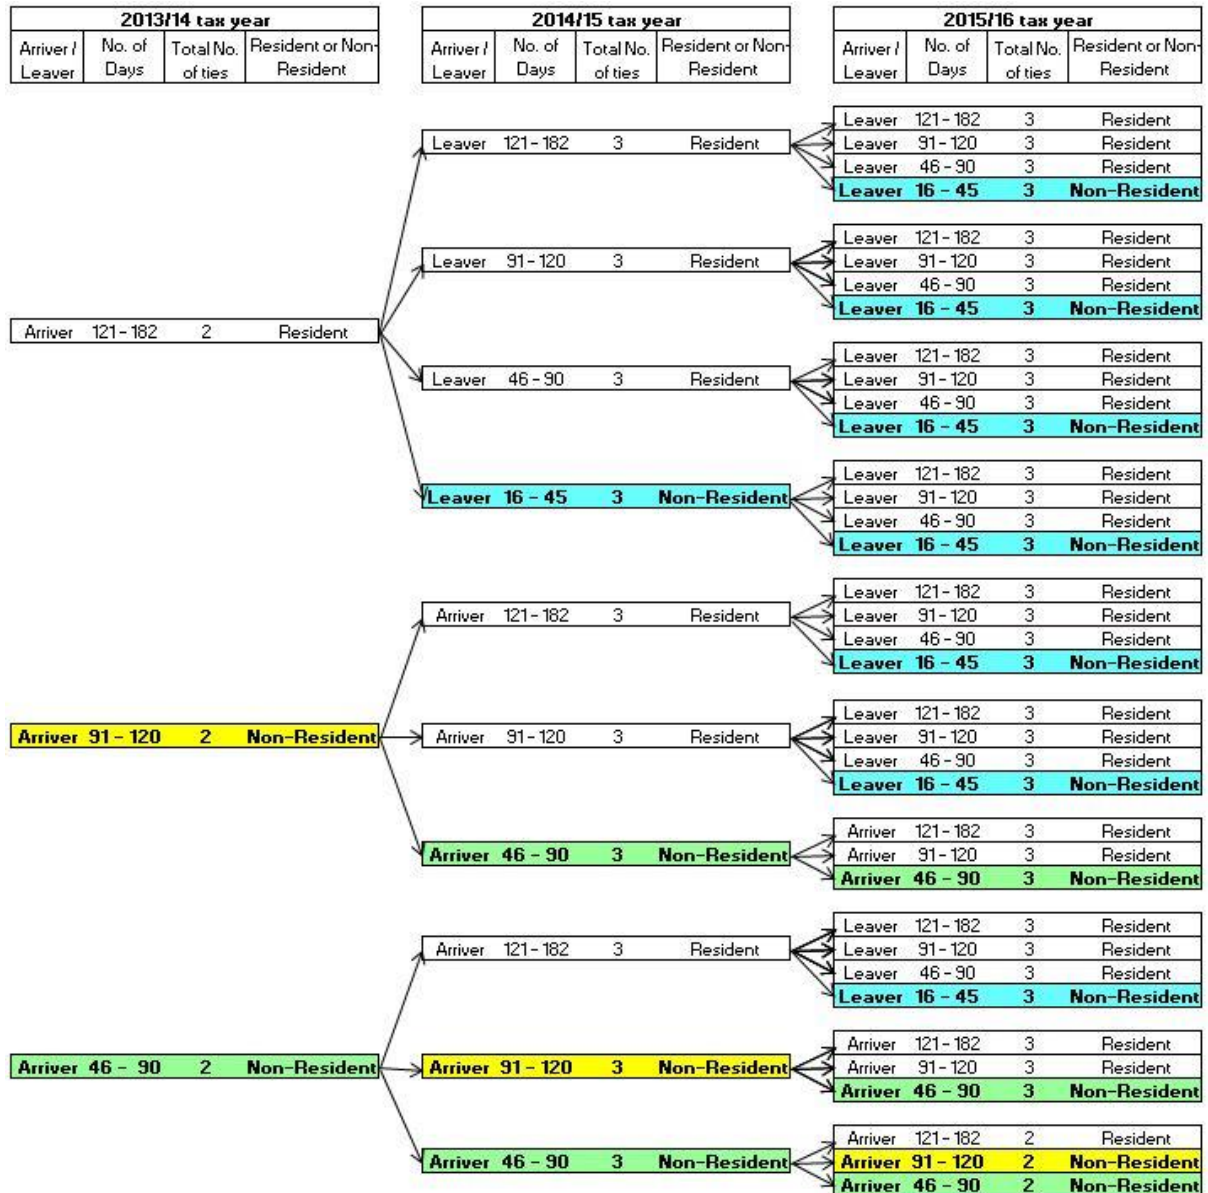 2013/14 tax year
Arriver / Leaver No. of Days Total No. of ties Resident or Non-Resident
Arriver 121 - 182 2 Resident
Arriver 91 - 120 2 Non-Resident
Arriver 46 - 90 2 Non-Resident
2014/15 tax year
Arriver / Leaver No. of Days Total No. of ties Resident or Non-Resident
Leaver 121 - 182 3 Resident
Leaver 91 - 120 3 Resident
Leaver 46 - 90 3 Resident
Leaver 16 - 45 3 Non-Resident
Arriver 121 - 182 3 Resident
Arriver 91 - 120 3 Resident
Arriver 46 - 90 3 Non-Resident
Arriver 121 - 182 3 Resident
Arriver 91 - 120 3 Non-Resident
Arriver 46 - 90 3 Non-Resident
2015/16 tax year
Arriver / Leaver No. of Days Total No. of ties Resident or Non-Resident
Leaver 121 - 182 3 Resident
Leaver 91 - 120 3 Resident
Leaver 46 - 90 3 Resident
Leaver 16 - 45 3 Non-Resident
Leaver 121 - 182 3 Resident
Leaver 91 - 120 3 Resident
Leaver 46 - 90 3 Resident
Leaver 16 - 45 3 Non-Resident
Leaver 121 - 182 3 Resident
Leaver 91 - 120 3 Resident
Leaver 46 - 90 3 Resident
Leaver 16 - 45 3 Non-Resident
Leaver 121 - 182 3 Resident
Leaver 91 - 120 3 Resident
Leaver 46 - 90 3 Resident
Leaver 16 - 45 3 Non-Resident
Leaver 121 - 182 3 Resident
Leaver 91 - 120 3 Resident
Leaver 46 - 90 3 Resident
Leaver 16 - 45 3 Non-Resident
Leaver 121 - 182 3 Resident
Leaver 91 - 120 3 Resident
Leaver 46 - 90 3 Resident
Leaver 16 - 45 3 Non-Resident
Arriver 121 - 182 3 Resident
Arriver 91 - 120 3 Resident
Arriver 46 - 90 3 Non-Resident
Leaver 121 - 182 3 Resident
Leaver 91 - 120 3 Resident
Leaver 46 - 90 3 Resident
Leaver 16 - 45 3 Non-Resident
Arriver 121 - 182 3 Resident
Arriver 91 - 120 3 Resident
Arriver 46 - 90 3 Non-Resident
Arriver 121 - 182 2 Resident
Arriver 91 - 120 2 Non-Resident
Arriver 46 - 90 2 Non-Resident